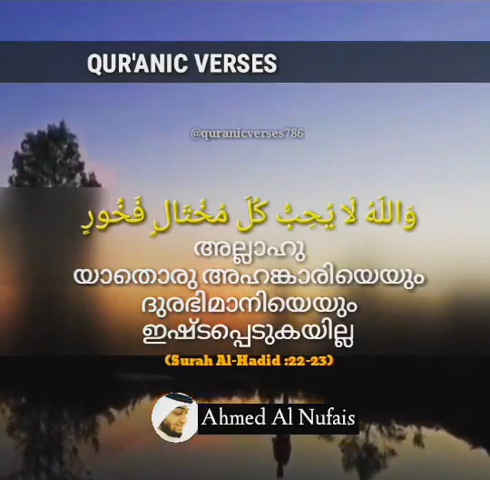 QUR'ANIC VERSES
@quranicverses786
وَاللَّهُ لَا يُحِبُّ كُلَّ مُخْتَالٍ فَخُورٍ
അല്ലാഹു
യാതൊരു അഹങ്കാരിയെയും
ദുരഭിമാനിയെയും
ഇഷ്ടപ്പെടുകയില്ല
(Surah Al-Hadid :22-23)
Ahmed Al Nufais